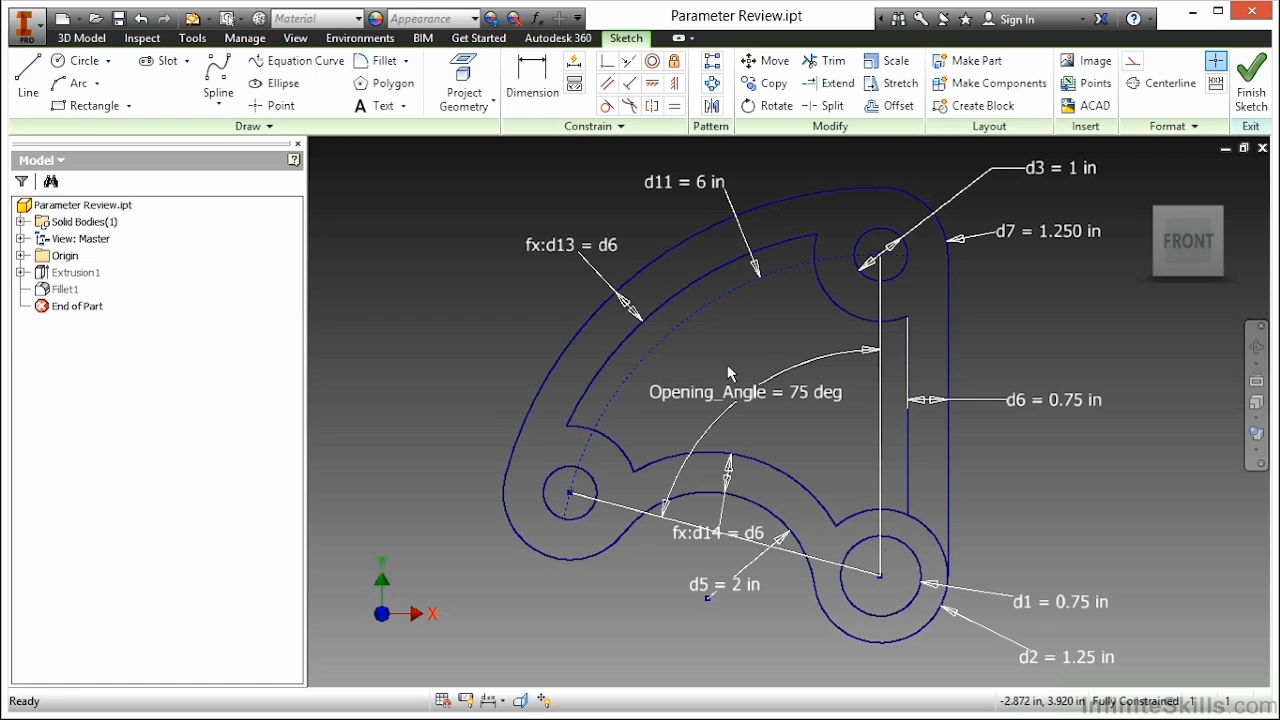 PRO
Material
Appearance
Parameter Review.ipt
Sign In
3D Model
Inspect
Tools
Manage
View
Environments
BIM
Get Started
Autodesk 360
Sketch
Line
Circle
Arc
Rectangle
Slot
Spline
Equation Curve
Ellipse
Point
Fillet
Polygon
Text
Project
Geometry
Dimension
Move
Copy
Rotate
Trim
Extend
Split
Scale
Stretch
Offset
Make Part
Make Components
Create Block
Image
Points
ACAD
Centerline
Finish
Sketch
Draw
Constrain
Pattern
Modify
Layout
Insert
Format
Exit
Model
Parameter Review.ipt
Solid Bodies(1)
View: Master
Origin
Extrusion1
Fillet1
End of Part
d3 = 1 in
d11 = 6 in
d7 = 1.250 in
fx:d13 = d6
FRONT
Opening_Angle = 75 deg
d6 = 0.75 in
fx:d14 = d6
d5 = 2 in
d1 = 0.75 in
d2 = 1.25 in
Y
X
Ready
-2.872 in, 3.920 in
Fully Constrained
1
1
InfiniteSkills.com